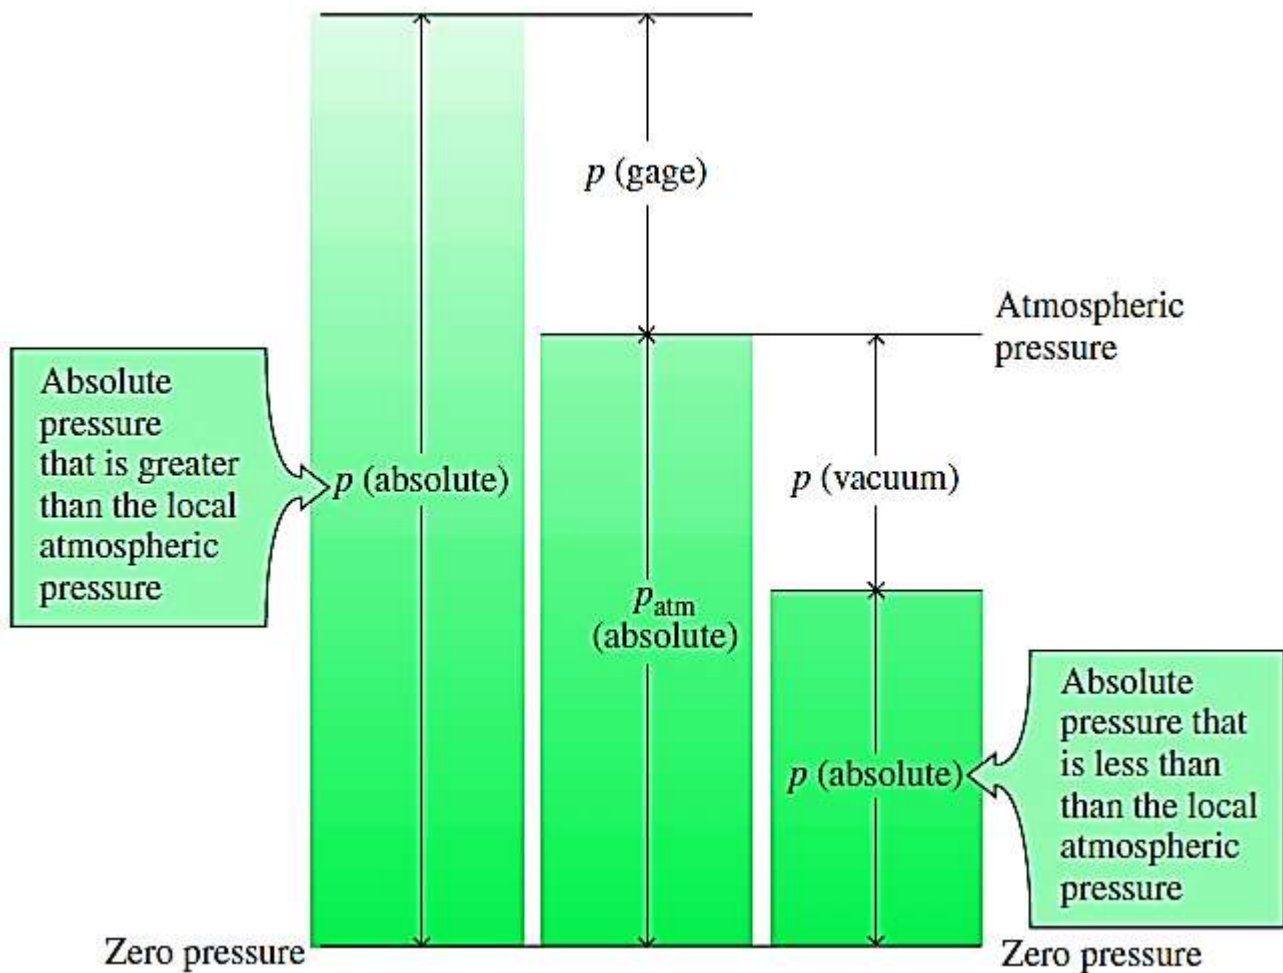 p (gage)
Atmospheric
pressure
Absolute
pressure
that is greater
than the local
atmospheric
pressure
p (absolute)
p (vacuum)
patm
(absolute)
p (absolute)
Absolute
pressure that
is less than
than the local
atmospheric
pressure
Zero pressure
Zero pressure